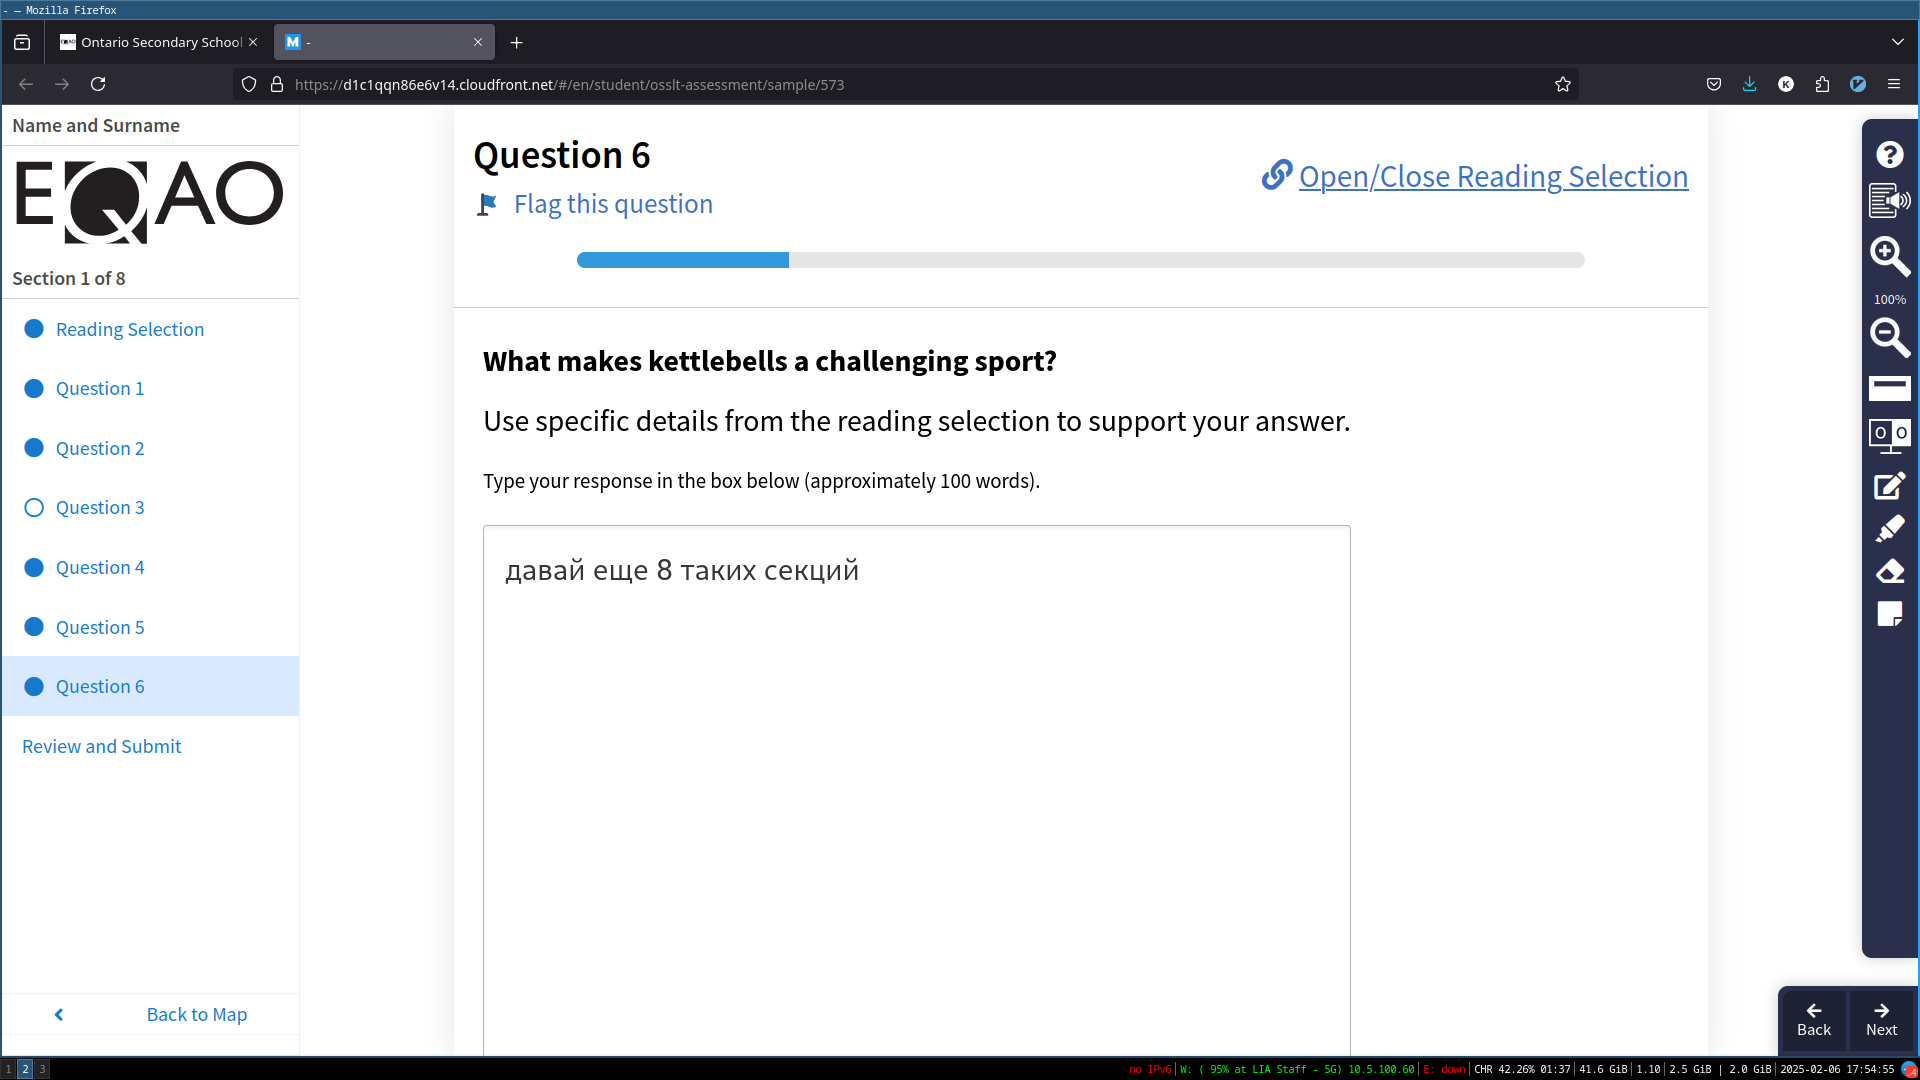 - — Mozilla Firefox
Ontario Secondary School
M -
https://d1c1qqn86e6v14.cloudfront.net/#/en/student/osslt-assessment/sample/573
K
Name and Surname
EQAO
Section 1 of 8
Reading Selection
Question 1
Question 2
Question 3
Question 4
Question 5
Question 6
Review and Submit
Back to Map
Question 6
Flag this question
Open/Close Reading Selection
What makes kettlebells a challenging sport?
Use specific details from the reading selection to support your answer.
Type your response in the box below (approximately 100 words).
давай еще 8 таких секций
100%
Back
Next
1 2 3
no IPv6 | W: ( 95% at LIA Staff - 5G) 10.5.100.60 | E: down | CHR 42.26% 01:37 | 41.6 GiB | 1.10 | 2.5 GiB | 2.0 GiB | 2025-02-06 17:54:55